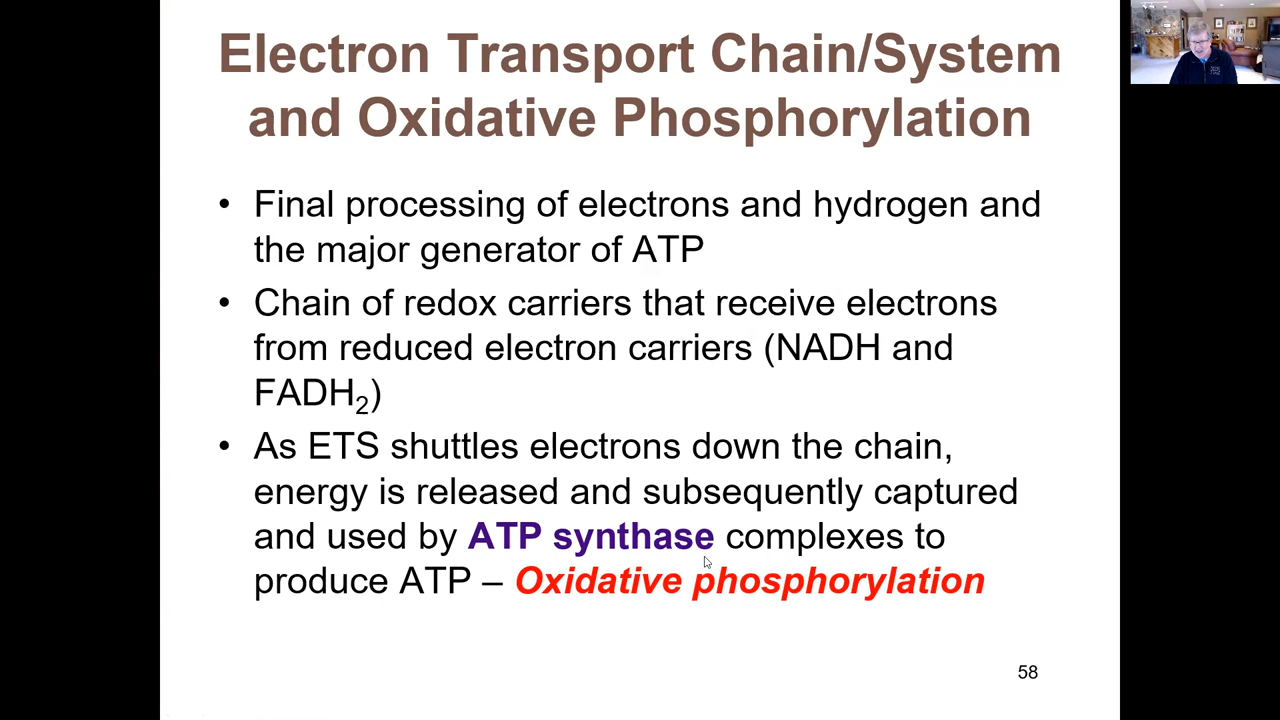 Electron Transport Chain/System
and Oxidative Phosphorylation
• Final processing of electrons and hydrogen and
the major generator of ATP
• Chain of redox carriers that receive electrons
from reduced electron carriers (NADH and
FADH₂)
• As ETS shuttles electrons down the chain,
energy is released and subsequently captured
and used by ATP synthase complexes to
produce ATP – Oxidative phosphorylation
58